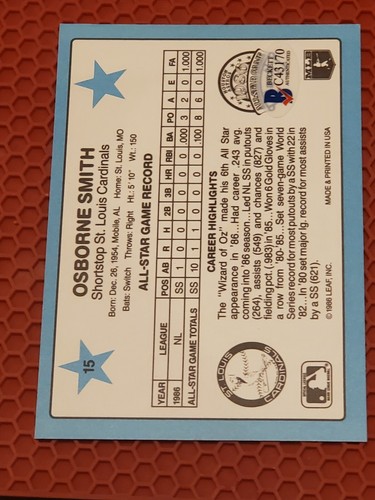 15
OSBORNE SMITH
Shortstop St. Louis Cardinals
Born: Dec. 26, 1954, Mobile, AL Home: St. Louis, MO
Bats: Switch Throws: Right Ht.: 5' 10" Wt.: 150
ALL-STAR GAME RECORD
YEAR LEAGUE POS AB R H 2B 3B HR RBI BA PO A E FA
1986 NL SS 1 0 0 0 0 0 0 .000 3 2 0 1.000
ALL-STAR GAME TOTALS SS 10 1 1 0 0 0 0 .100 8 6 0 1.000
CAREER HIGHLIGHTS
The "Wizard of Oz" made his 6th All Star
appearance in '86...Had career .243 avg.
coming into '86 season...Led NL SS in putouts
(264), assists (549) and chances (827) and
fielding pct. (.983) in '85...Won 6 Gold Gloves in
a row from '80-'85...Set seven-game World
Series record for most putouts by a SS with 22 in
'82...In '80 set major lg. record for most assists
by a SS (621).
© 1986 LEAF, INC.
MADE & PRINTED IN USA
ST LOUIS
CARDINALS
BECKETT
AUTHENTICATED
C43170